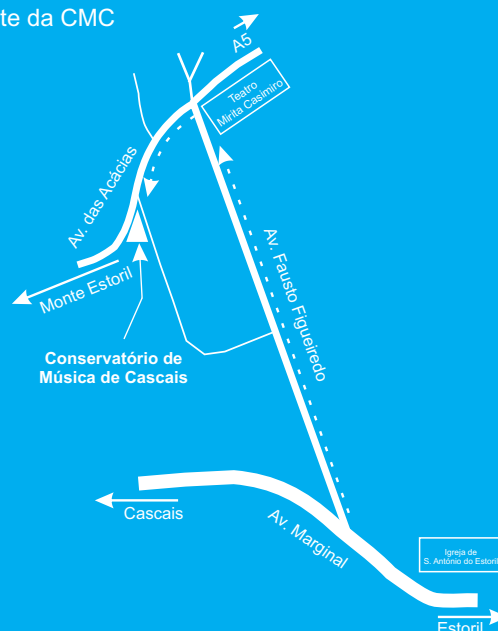 te da CMC
A5
Teatro
Mirita Casimiro
Av. das Acácias
Av. Fausto Figueiredo
Monte Estoril
Conservatório de
Música de Cascais
Cascais
Av. Marginal
Igreja de
S. António do Estoril
Estoril